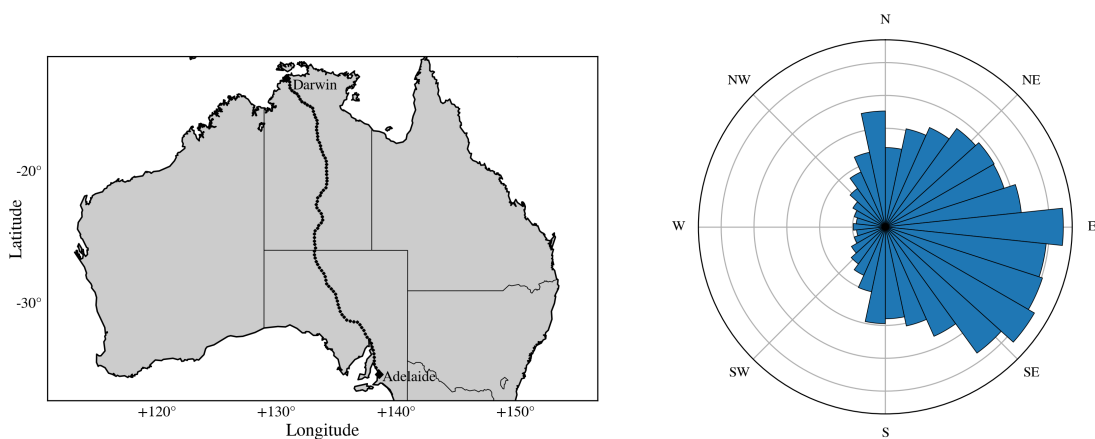 Darwin
Adelaide
-20°
-30°
Latitude
+120°
+130°
+140°
+150°
Longitude
N
NW
NE
W
E
SW
SE
S